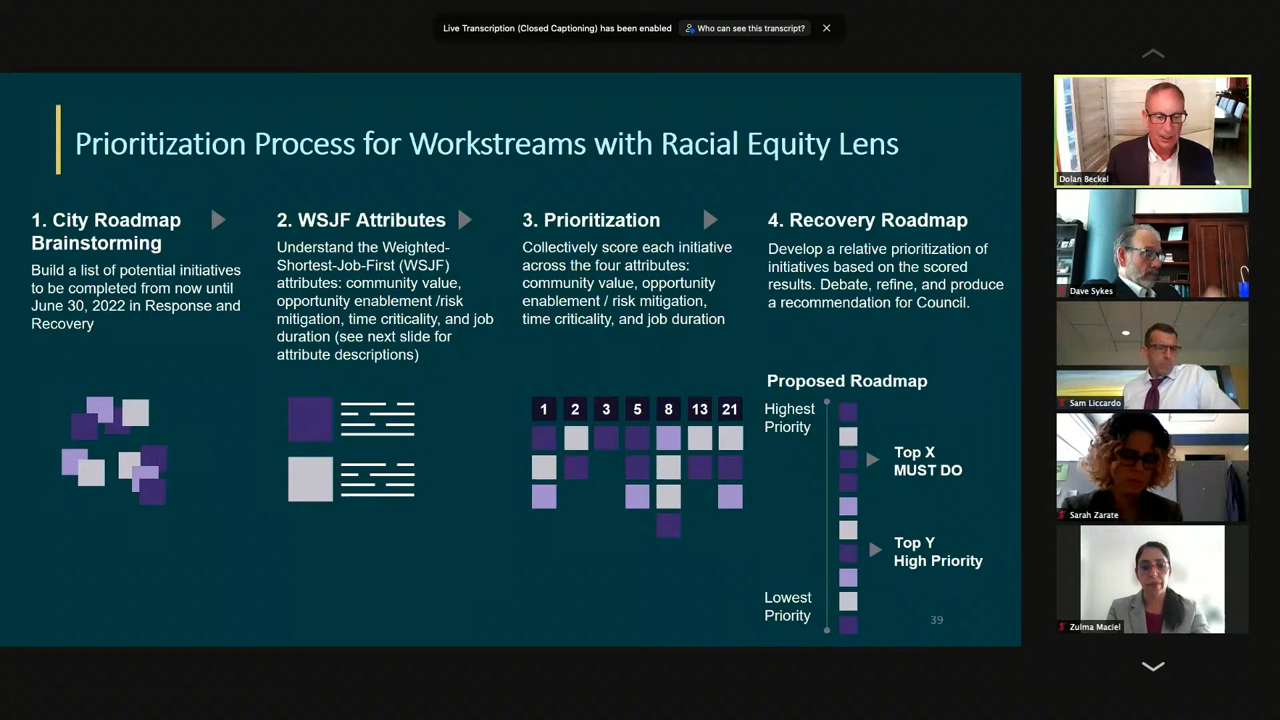 Live Transcription (Closed Captioning) has been enabled
Who can see this transcript?
Prioritization Process for Workstreams with Racial Equity Lens
1. City Roadmap
Brainstorming
Build a list of potential initiatives
to be completed from now until
June 30, 2022 in Response and
Recovery
2. WSJF Attributes
Understand the Weighted-
Shortest-Job-First (WSJF)
attributes: community value,
opportunity enablement /risk
mitigation, time criticality, and job
duration (see next slide for
attribute descriptions)
3. Prioritization
Collectively score each initiative
across the four attributes:
community value, opportunity
enablement / risk mitigation,
time criticality, and job duration
1 2 3 5 8 13 21
4. Recovery Roadmap
Develop a relative prioritization of
initiatives based on the scored
results. Debate, refine, and produce
a recommendation for Council.
Proposed Roadmap
Highest
Priority
Top X
MUST DO
Top Y
High Priority
Lowest
Priority
39
Dolan Beckel
Dave Sykes
Sam Liccardo
Sarah Zarate
Zulma Maciel